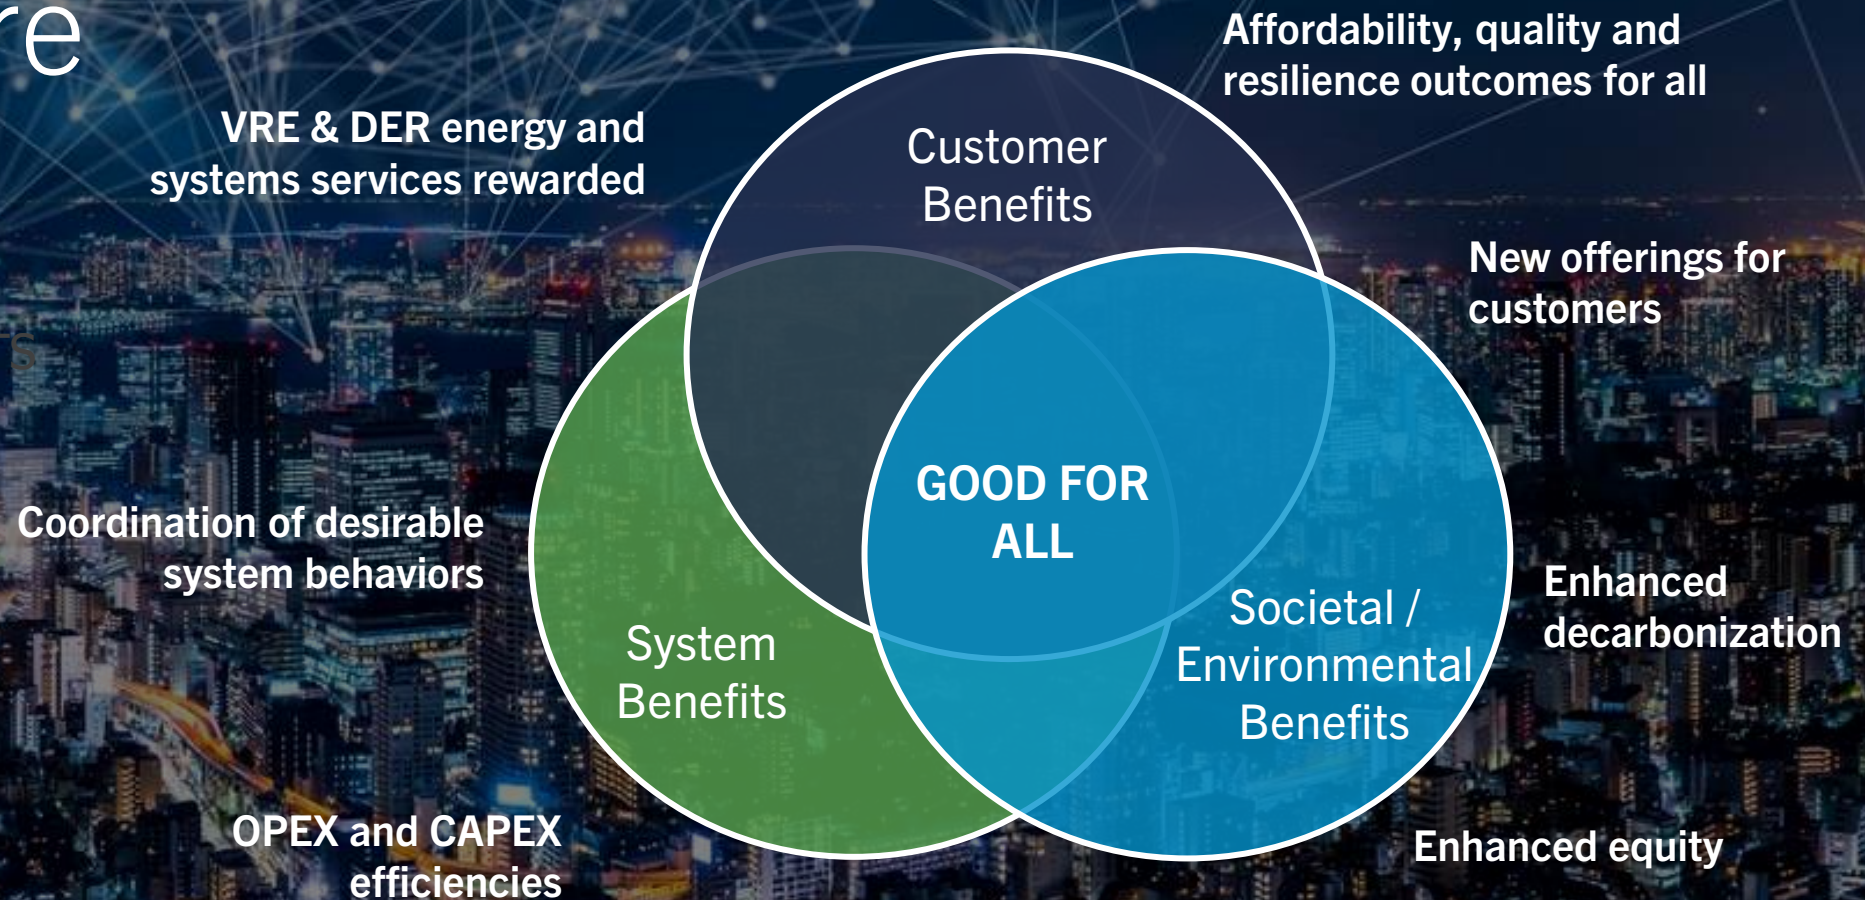 Affordability, quality and
resilience outcomes for all
VRE & DER energy and
systems services rewarded
Customer
Benefits
New offerings for
customers
GOOD FOR
ALL
Coordination of desirable
system behaviors
Enhanced
decarbonization
System
Benefits
Societal /
Environmental
Benefits
OPEX and CAPEX
efficiencies
Enhanced equity